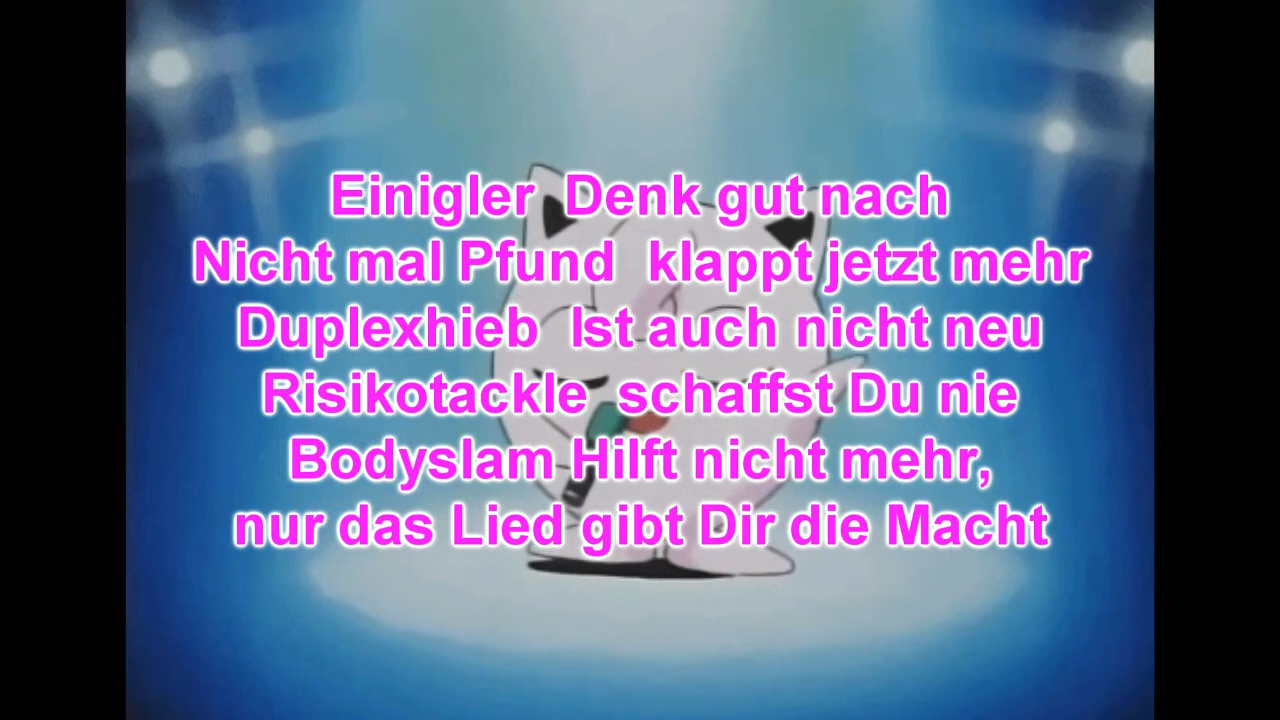 Einigler  Denk gut nach
Nicht mal Pfund  klappt jetzt mehr
Duplexhieb  Ist auch nicht neu
Risikotackle  schaffst Du nie
Bodyslam Hilft nicht mehr,
nur das Lied gibt Dir die Macht